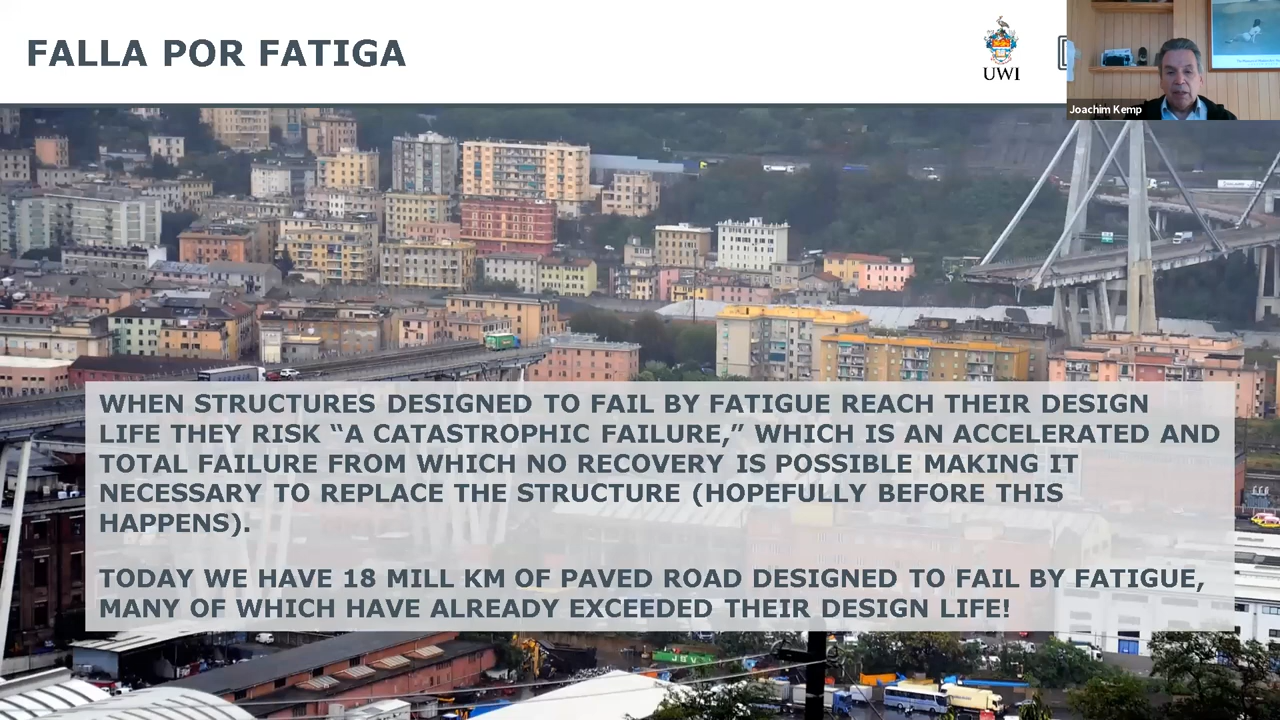 FALLA POR FATIGA
UWI
Joachim Kemp
WHEN STRUCTURES DESIGNED TO FAIL BY FATIGUE REACH THEIR DESIGN
LIFE THEY RISK “A CATASTROPHIC FAILURE,” WHICH IS AN ACCELERATED AND
TOTAL FAILURE FROM WHICH NO RECOVERY IS POSSIBLE MAKING IT
NECESSARY TO REPLACE THE STRUCTURE (HOPEFULLY BEFORE THIS
HAPPENS).
TODAY WE HAVE 18 MILL KM OF PAVED ROAD DESIGNED TO FAIL BY FATIGUE,
MANY OF WHICH HAVE ALREADY EXCEEDED THEIR DESIGN LIFE!